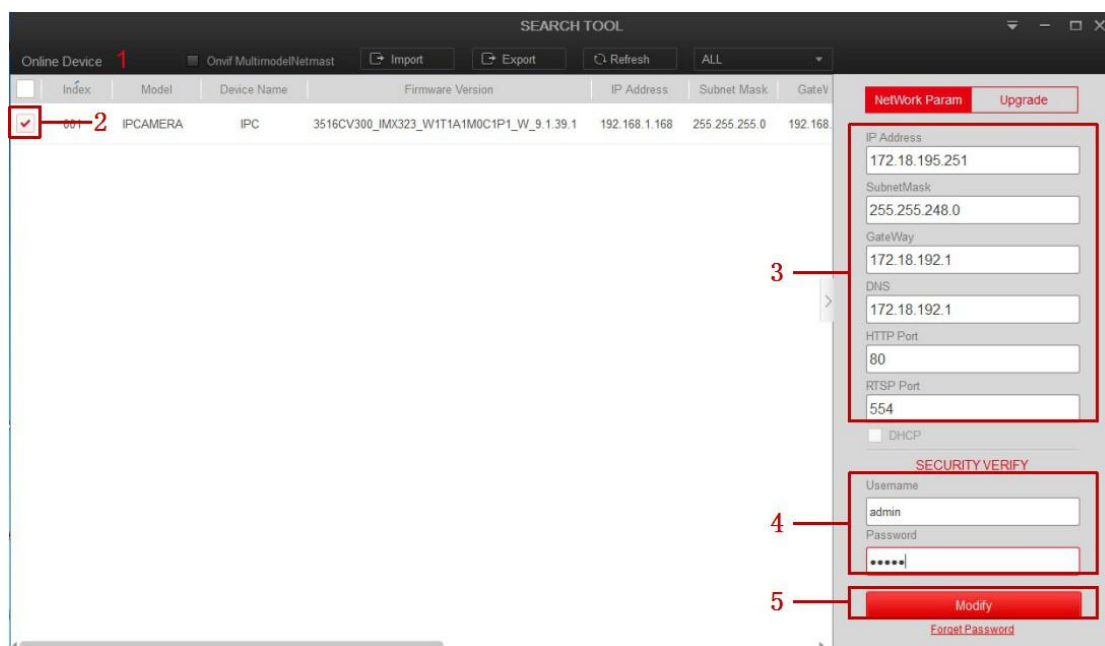 SEARCH TOOL
Online Device 1 Onvif MultimodelNetmast Import Export Refresh ALL
Index Model Device Name Firmware Version IP Address Subnet Mask GateW
2 001 IPCAMERA IPC 3516CV300_IMX323_W1T1A1M0C1P1_W_9.1.39.1 192.168.1.168 255.255.255.0 192.168.
NetWork Param Upgrade
IP Address
172.18.195.251
SubnetMask
255.255.248.0
GateWay
172.18.192.1
3
DNS
172.18.192.1
HTTP Port
80
RTSP Port
554
DHCP
SECURITY VERIFY
Username
admin
4
Password
•••••
5 Modify
Forget Password